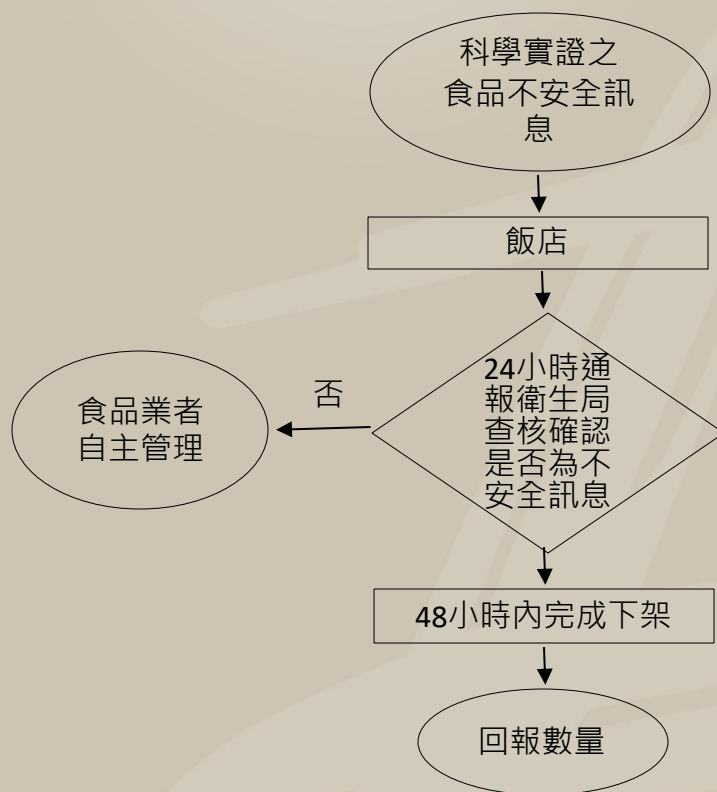 科學實證之
食品不安全訊
息
飯店
24小時通
報衛生局
查核確認
是否為不
安全訊息
否
食品業者
自主管理
48小時內完成下架
回報數量